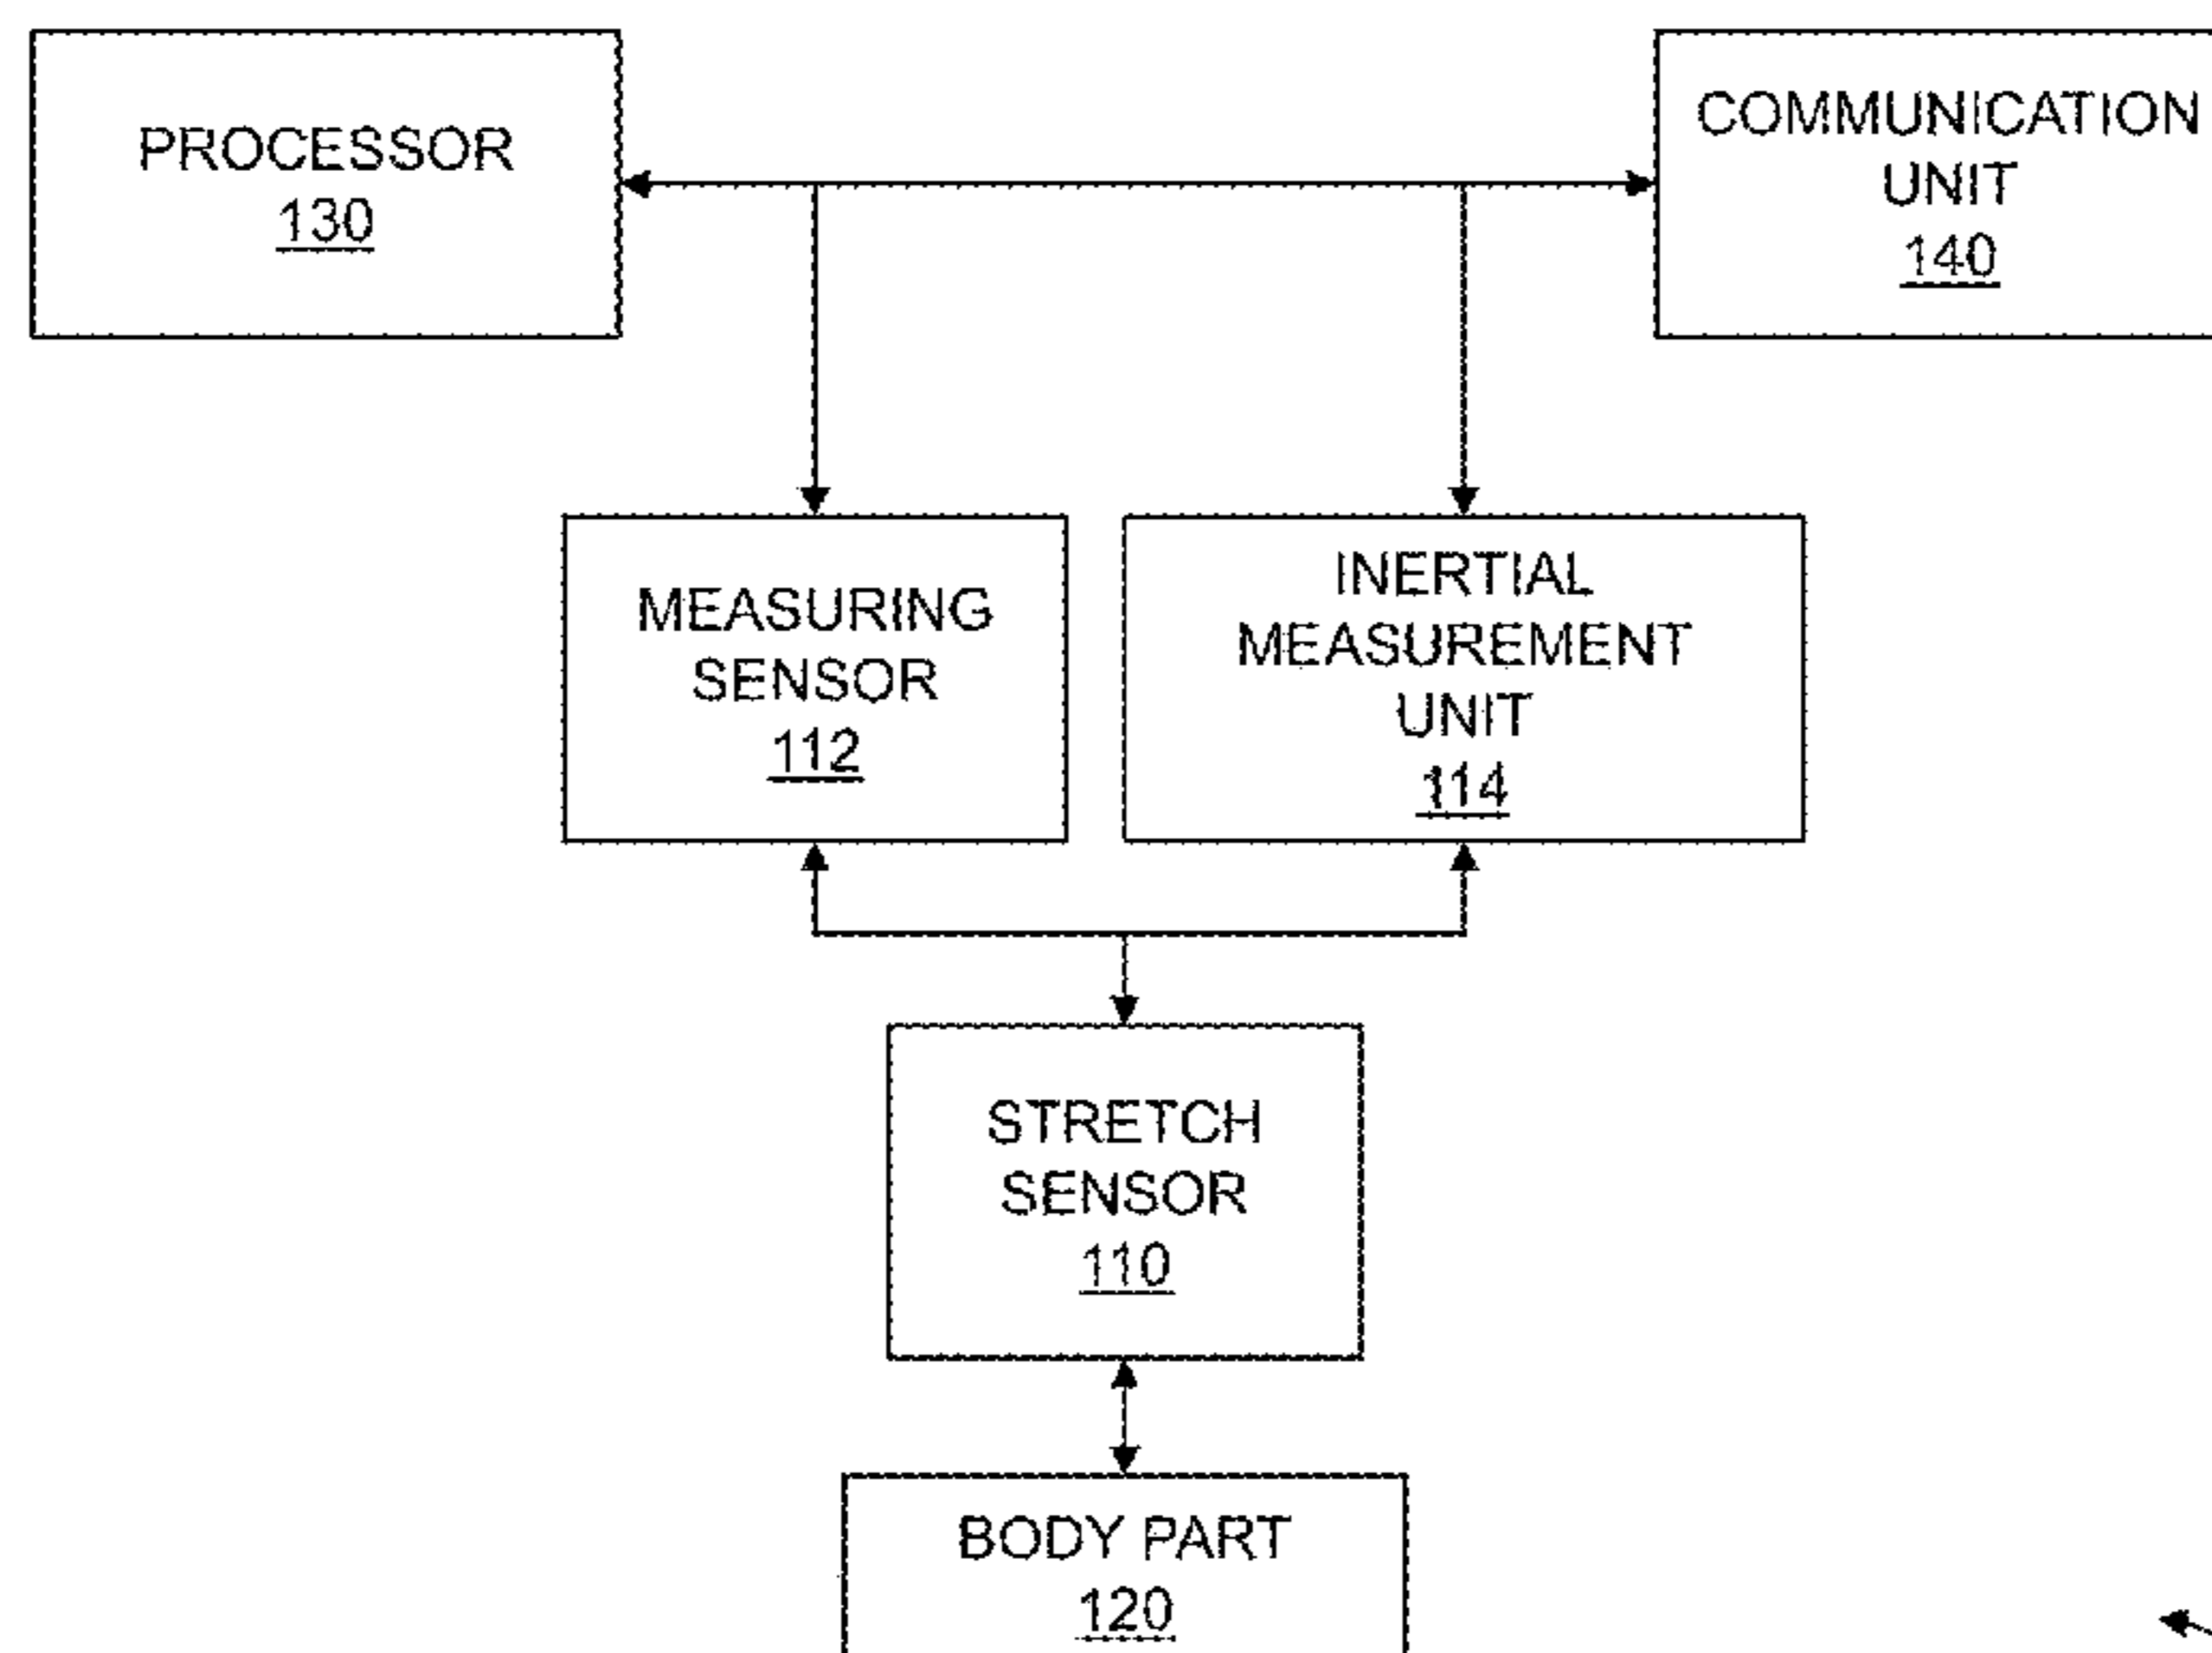 PROCESSOR
130
COMMUNICATION
UNIT
140
MEASURING
SENSOR
112
INERTIAL
MEASUREMENT
UNIT
114
STRETCH
SENSOR
110
BODY PART
120